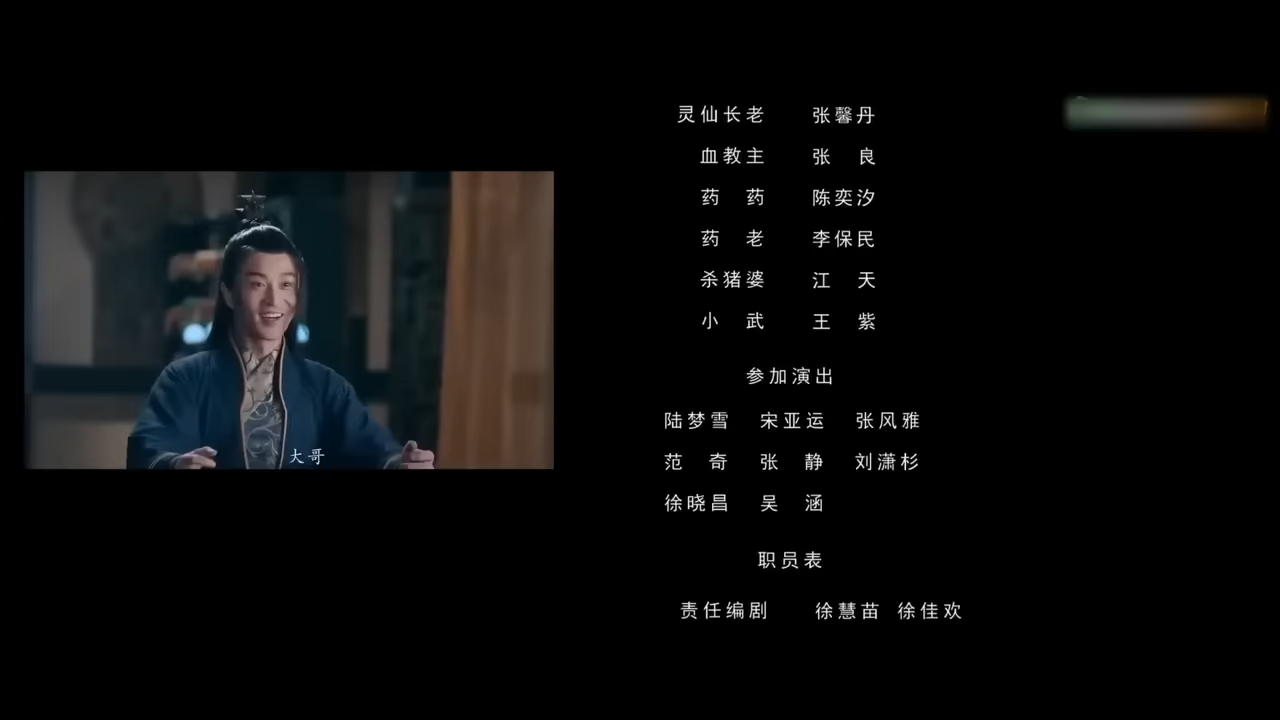 灵仙长老 张馨丹
血教主 张良
药药 陈奕汐
药老 李保民
杀猪婆 江天
小武 王紫
参加演出
陆梦雪 宋亚运 张风雅
范奇 张静 刘潇杉
徐晓昌 吴涵
职员表
责任编剧 徐慧苗 徐佳欢
大哥